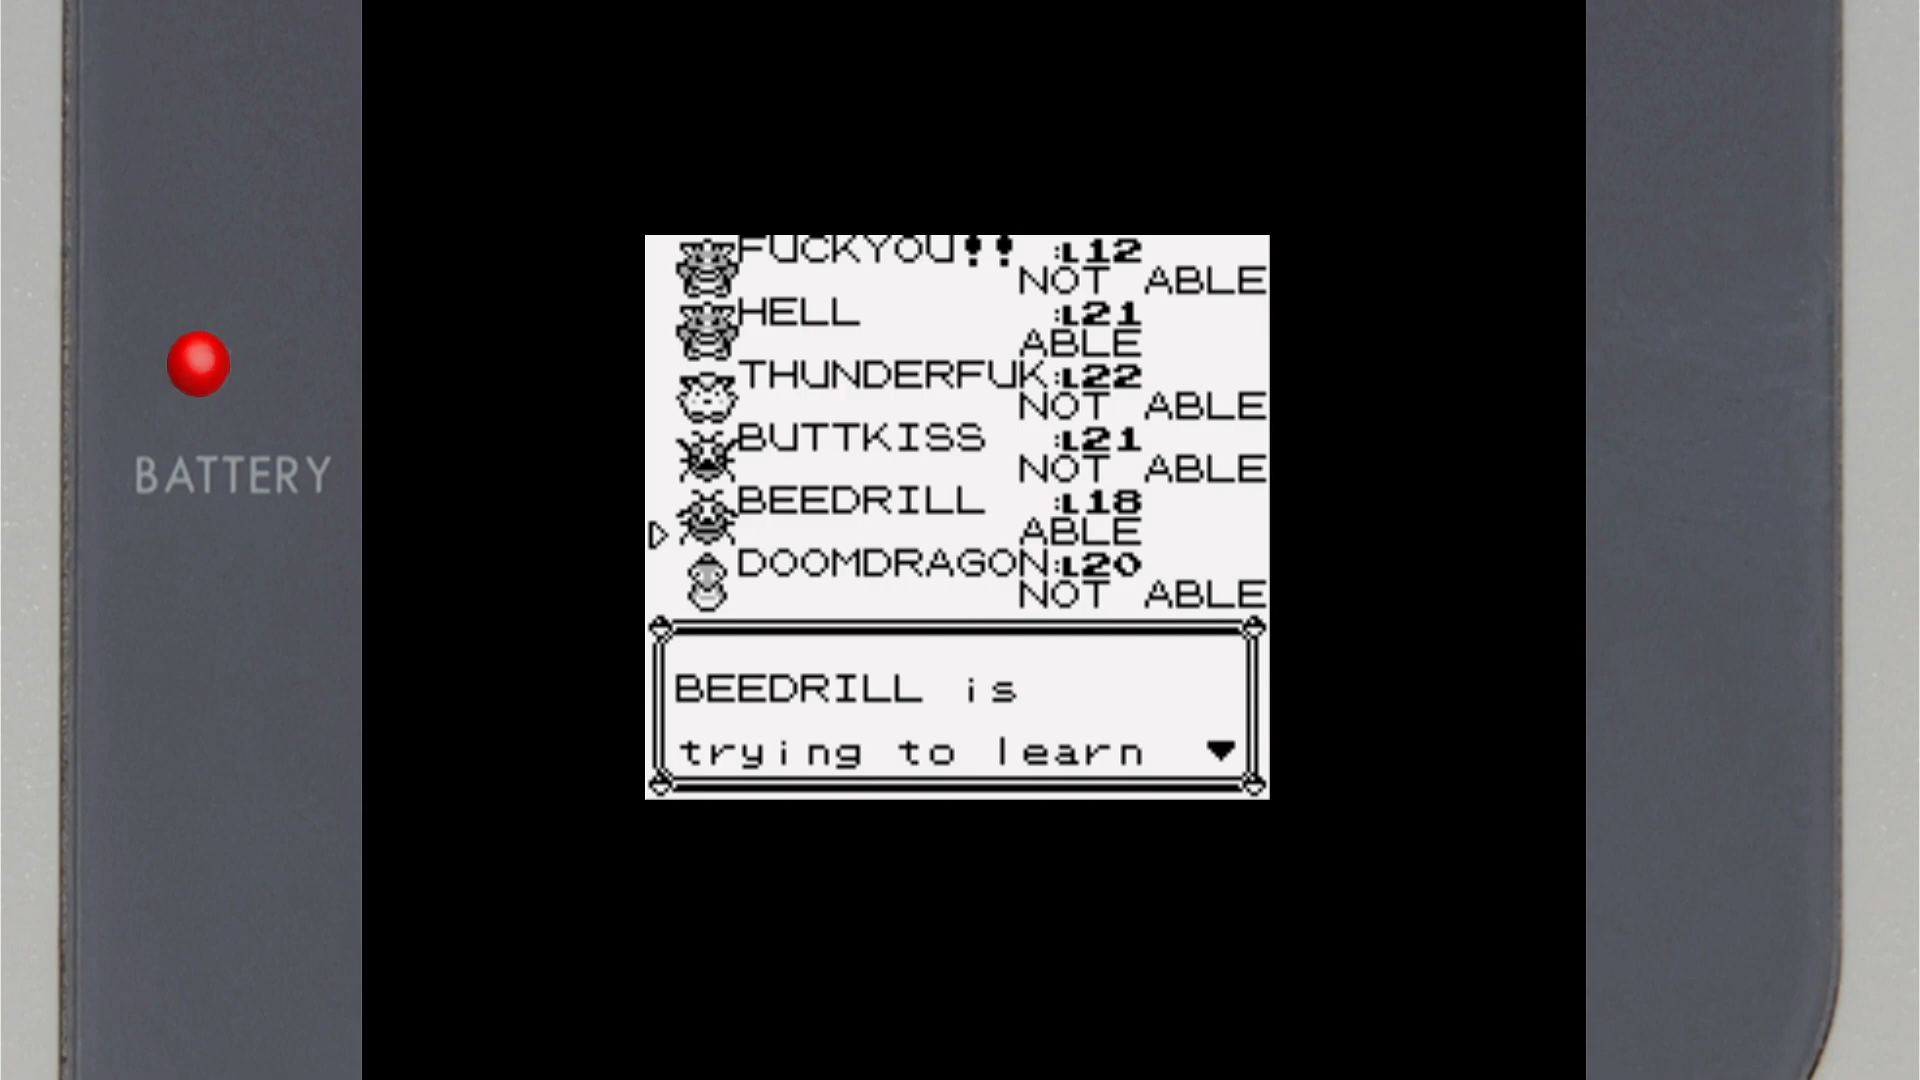 FUCKYOU!! :L12
NOT ABLE
HELL :L21
ABLE
THUNDERFUK:L22
NOT ABLE
BUTTKISS :L21
NOT ABLE
BEEDRILL :L18
ABLE
DOOMDRAGON:L20
NOT ABLE
BATTERY
BEEDRILL is
trying to learn